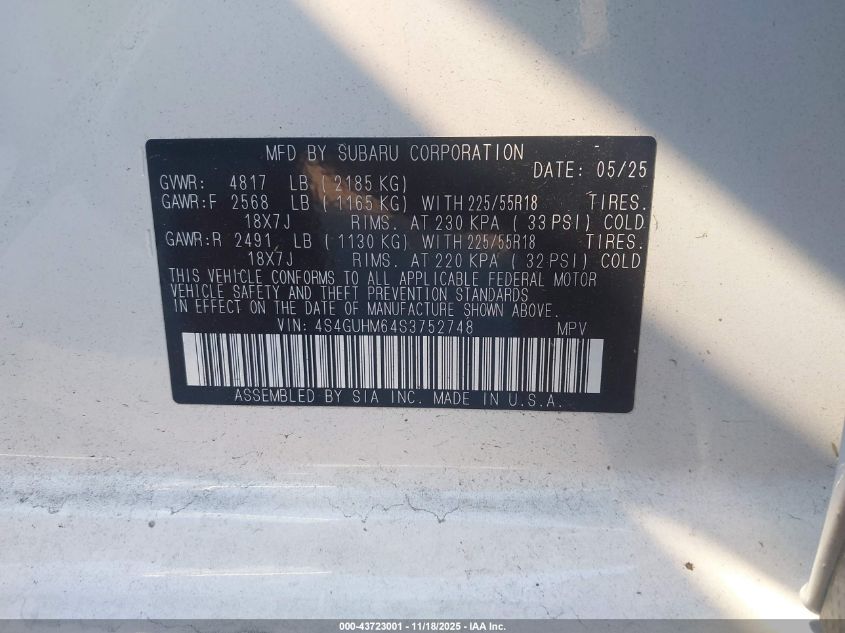 MFD BY SUBARU CORPORATION DATE: 05/25
GVWR: 4817 LB ( 2185 KG)
GAWR:F 2568 LB ( 1165 KG) WITH 225/55R18 TIRES.
18X7J RIMS. AT 230 KPA ( 33 PSI) COLD
GAWR:R 2491 LB ( 1130 KG) WITH 225/55R18 TIRES.
18X7J RIMS. AT 220 KPA ( 32 PSI) COLD
THIS VEHICLE CONFORMS TO ALL APPLICABLE FEDERAL MOTOR
VEHICLE SAFETY AND THEFT PREVENTION STANDARDS
IN EFFECT ON THE DATE OF MANUFACTURE SHOWN ABOVE.
VIN: 4S4GUHM64S3752748 MPV
ASSEMBLED BY SIA INC. MADE IN U.S.A.
000-43723001 - 11/18/2025 - IAA Inc.